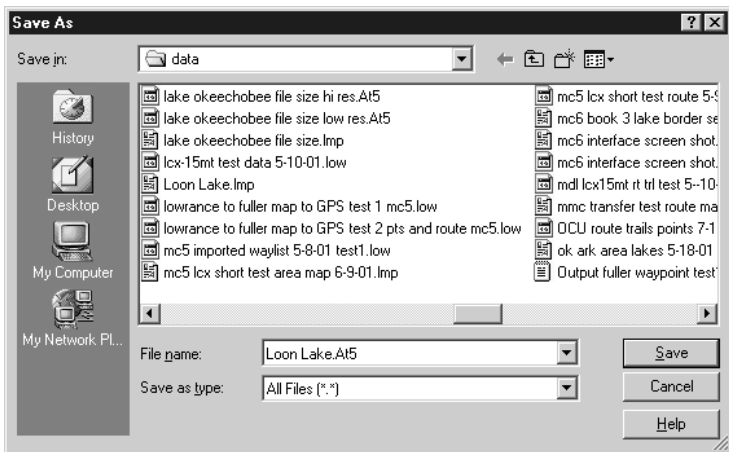 Save As
Save in:
data
History
Desktop
My Computer
My Network Pl...
lake okeechobee file size hi res.At5
lake okeechobee file size low res.At5
lake okeechobee file size.lmp
lcx-15mt test data 5-10-01.low
Loon Lake.lmp
lowrance to fuller map to GPS test 1 mc5.low
lowrance to fuller map to GPS test 2 pts and route mc5.low
mc5 imported waylist 5-8-01 test1.low
mc5 lcx short test area map 6-9-01.lmp
mc5 lcx short test route 5-9
mc6 book 3 lake border se
mc6 interface screen shot.
mc6 interface screen shot.
mdl lcx15mt rt trl test 5--10-
mmc transfer test route ma
OCU route trails points 7-1
ok ark area lakes 5-18-01
Output fuller waypoint test
File name:
Loon Lake.At5
Save
Save as type:
All Files (*.*)
Cancel
Help